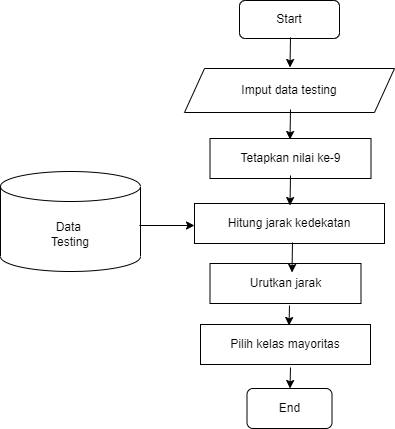 Start
Imput data testing
Tetapkan nilai ke-9
Hitung jarak kedekatan
Data
Testing
Urutkan jarak
Pilih kelas mayoritas
End